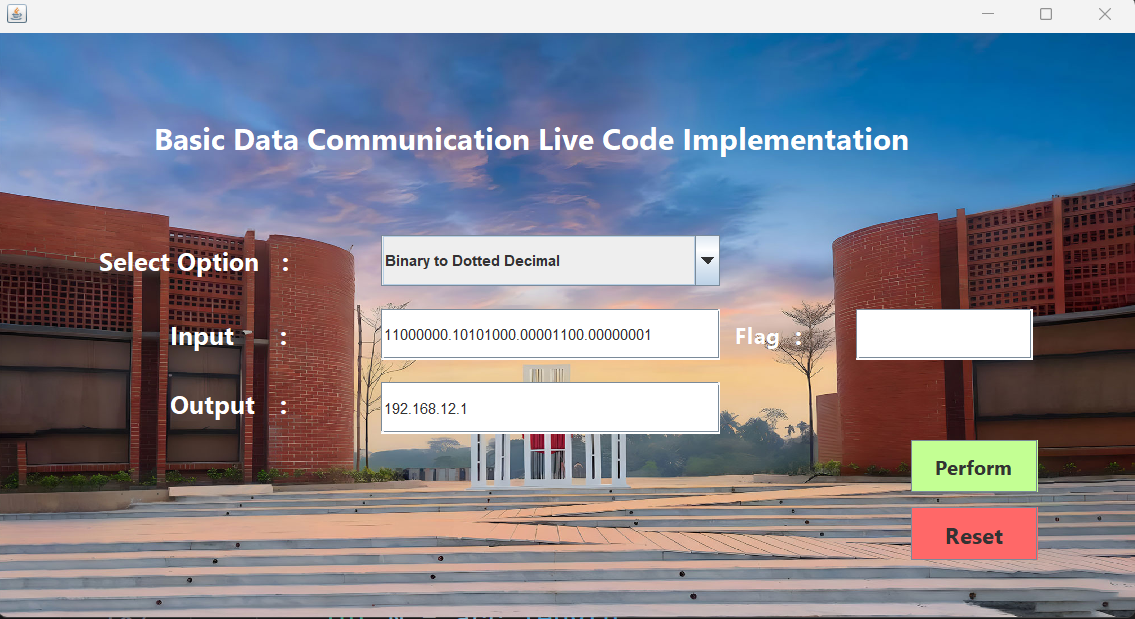 Basic Data Communication Live Code Implementation
Select Option :
Binary to Dotted Decimal
Input :
11000000.10101000.00001100.00000001
Flag :
Output :
192.168.12.1
Perform
Reset